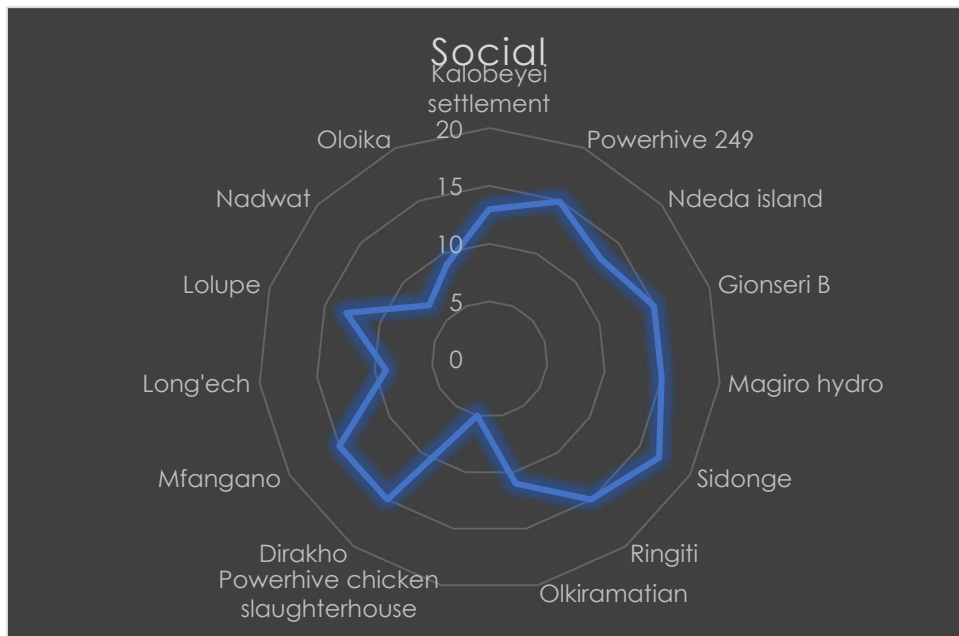 Social
Kalobeyei
settlement
Powerhive 249
Ndeda island
Gionseri B
Magiro hydro
Sidonge
Ringiti
Olkiramatian
Powerhive chicken
slaughterhouse
Dirakho
Mfangano
Long'ech
Lolupe
Nadwat
Oloika
20
15
10
5
0